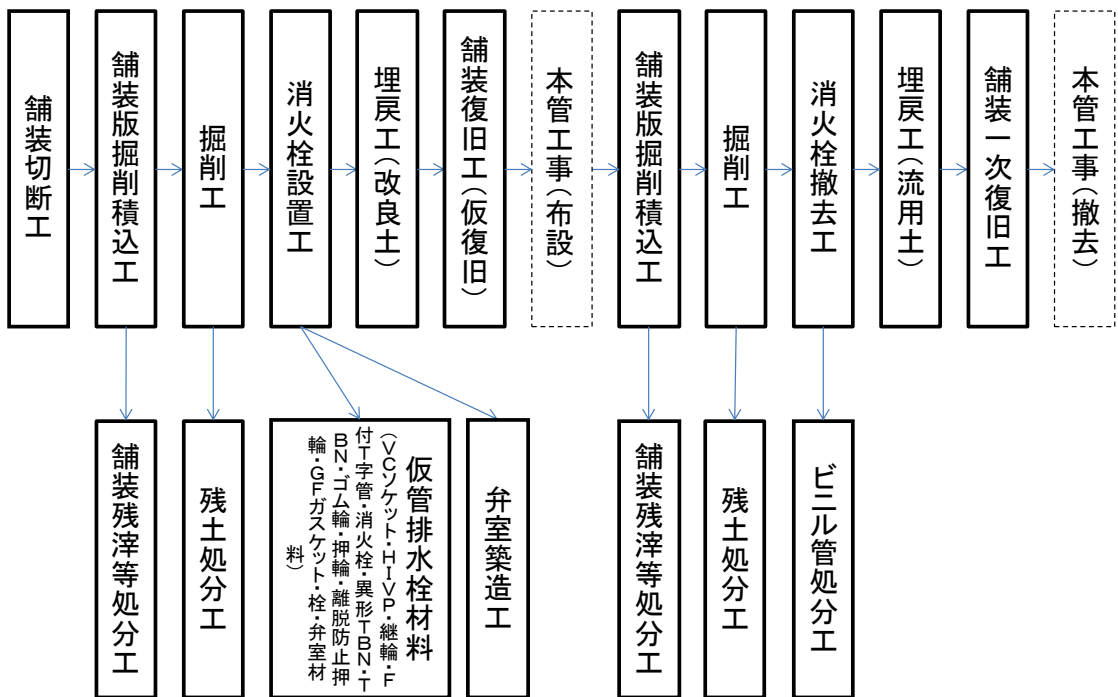 舗装切断工
舗装版掘削積込工
掘削工
消火栓設置工
埋戻工（改良土）
舗装復旧工（仮復旧）
本管工事（布設）
舗装版掘削積込工
掘削工
消火栓撤去工
埋戻工（流用土）
舗装一次復旧工
本管工事（撤去）
舗装残滓等処分工
残土処分工
仮管排水栓材料
（ＶＣソケット・ＨＩＶＰ・継輪・Ｆ
付Ｔ字管・消火栓・異形ＴＢＮ・Ｔ
ＢＮ・ゴム輪・押輪・離脱防止押
輪・ＧＦガスケット・栓・弁室材
料）
弁室築造工
舗装残滓等処分工
残土処分工
ビニル管処分工